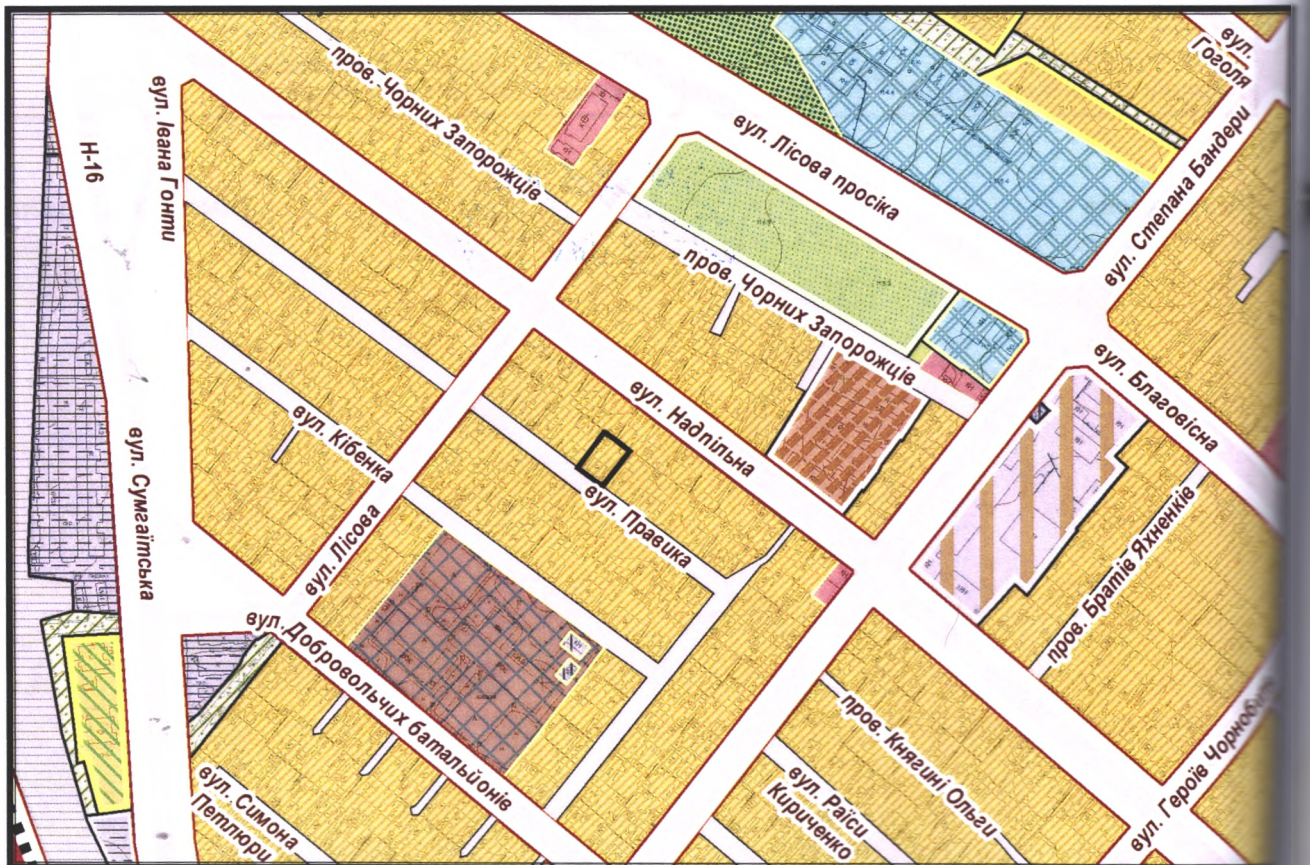 вул.
Гоголя
пров. Чорних Запорожців
вул. Івана Гонти
Н-16
вул. Лісова просіка
вул. Степана Бандери
пров. Чорних Запорожців
вул. Благовісна
вул. Надпільна
вул. Кібенка
вул. Сумгаїтська
вул. Правика
вул. Лісова
пров. Братів Яхненків
вул. Добровольчих батальйонів
пров. Княгині Ольги
вул. Героїв
вул. Симона
Петлюри
вул. Раїси
Кириченко